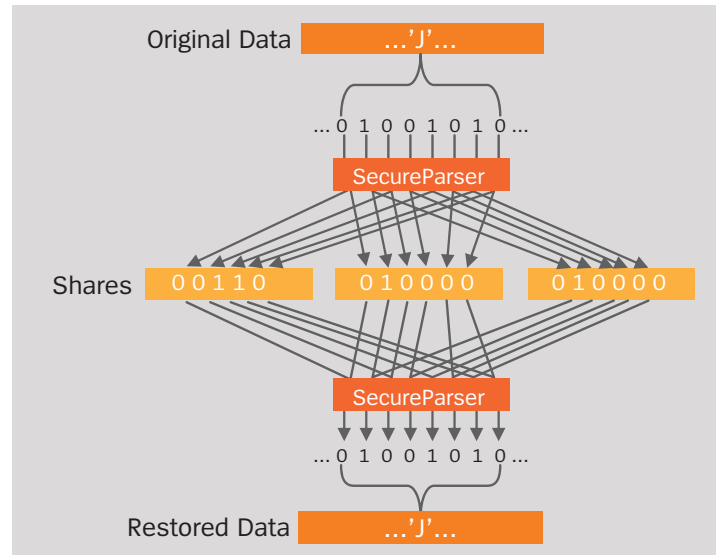 Original Data ...'J'...
... 0 1 0 0 1 0 1 0 ...
SecureParser
Shares 0 0 1 1 0 0 1 0 0 0 0 0 1 0 0 0 0
SecureParser
... 0 1 0 0 1 0 1 0 ...
Restored Data ...'J'...